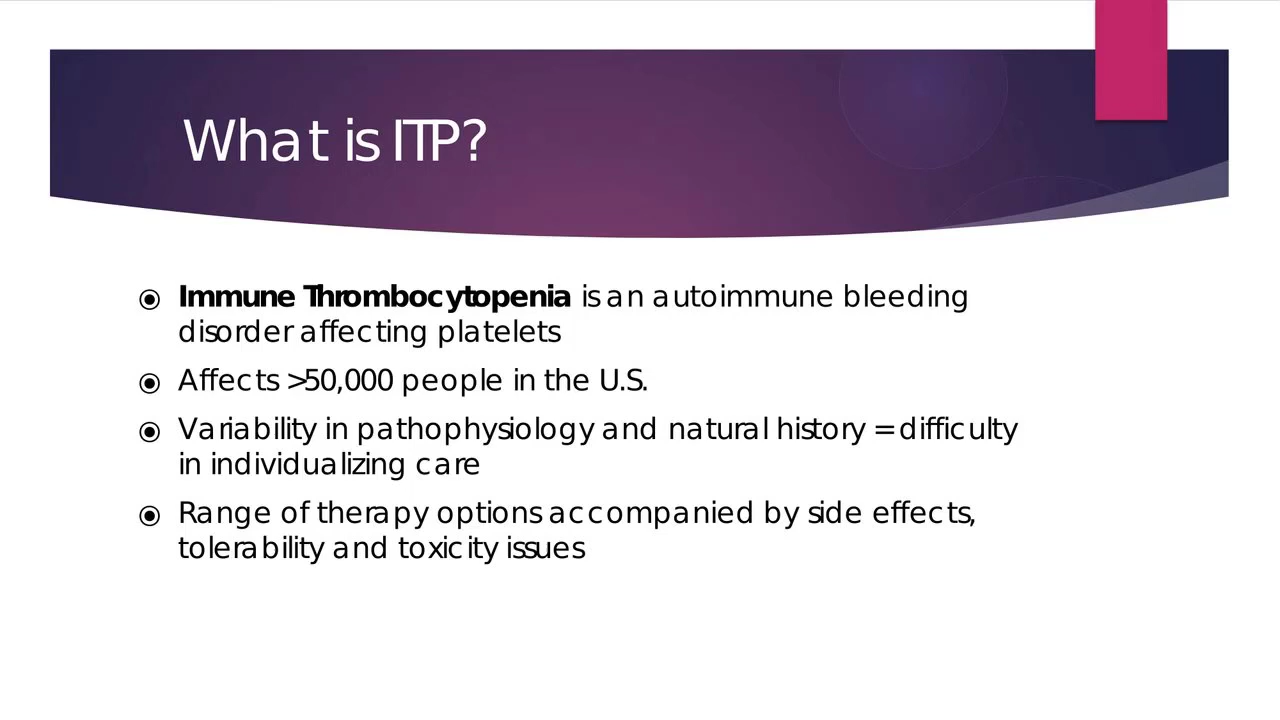 What is ITP?
Immune Thrombocytopenia is an autoimmune bleeding
disorder affecting platelets
Affects >50,000 people in the U.S.
Variability in pathophysiology and natural history = difficulty
in individualizing care
Range of therapy options accompanied by side effects,
tolerability and toxicity issues